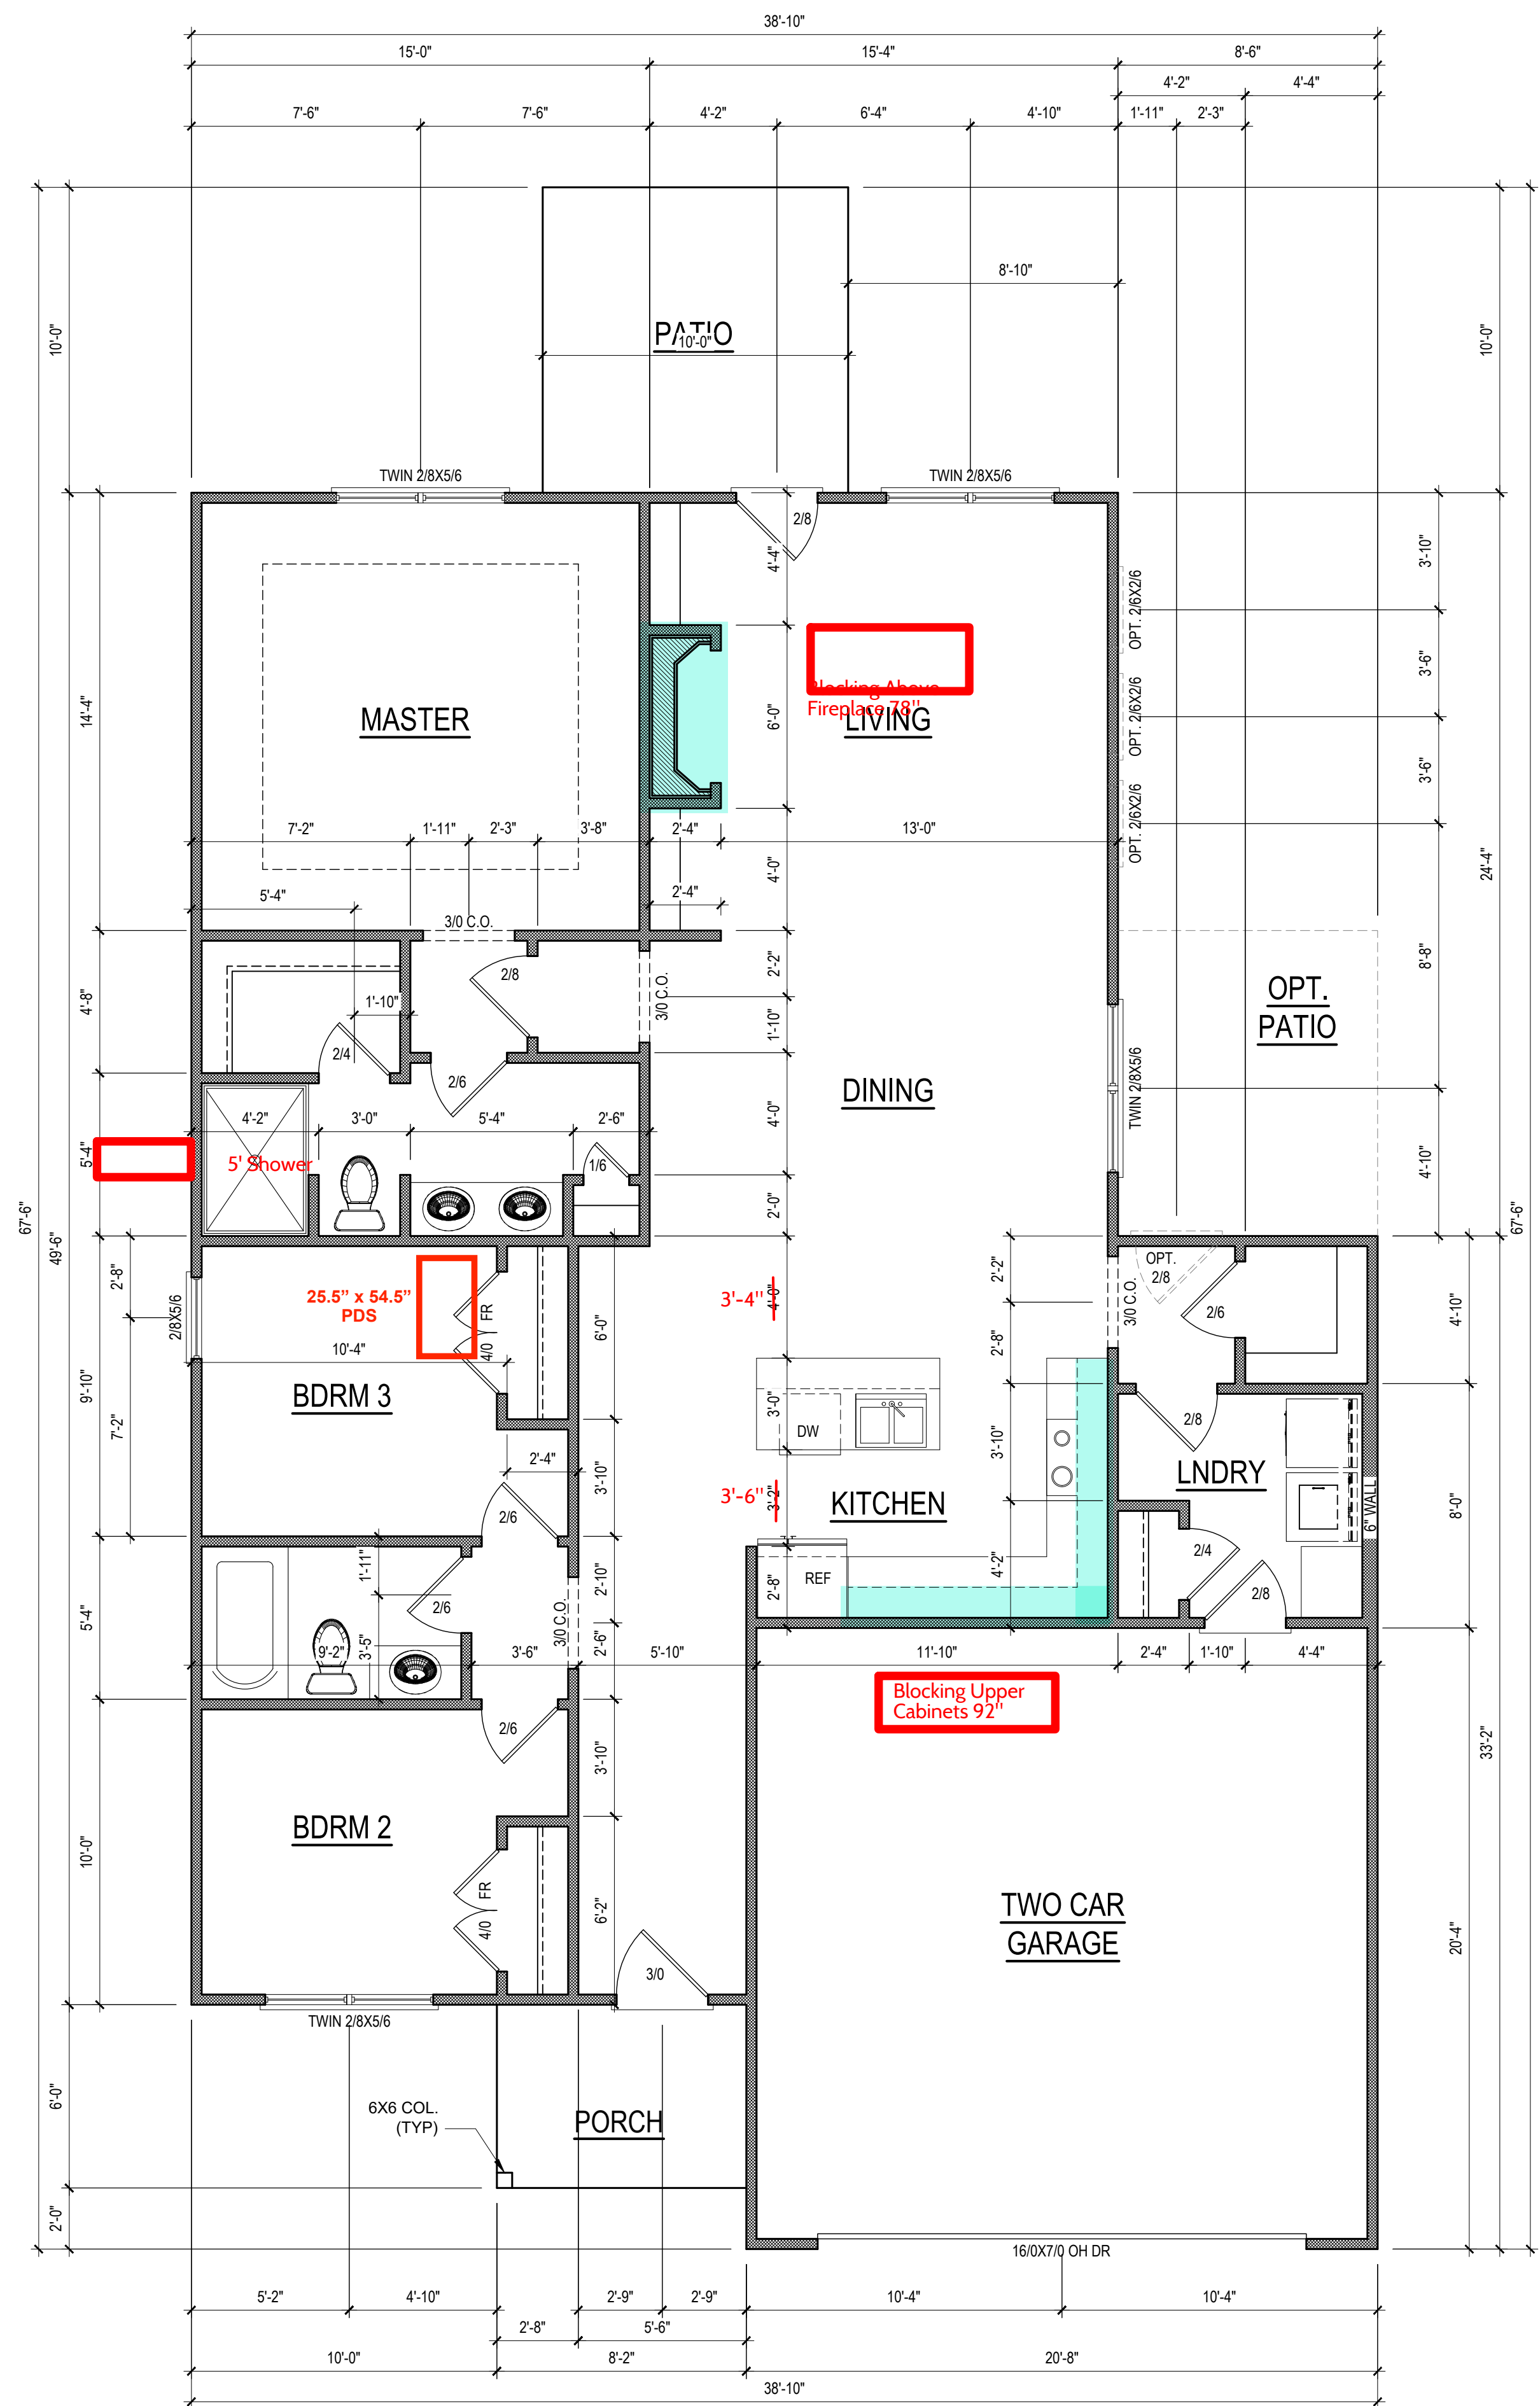 38'-10"
15'-0"
15'-4"
8'-6"
4'-2"
4'-4"
7'-6"
7'-6"
4'-2"
6'-4"
4'-10"
1'-11"
2'-3"
8'-10"
10'-0"
PATIO
10'-0"
10'-0"
TWIN 2/8X5/6
TWIN 2/8X5/6
2/8
4'-4"
3'-10"
OPT. 2/6X2/6
Blocking Above
Fireplace 78"
3'-6"
14'-4"
MASTER
6'-0"
LIVING
OPT. 2/6X2/6
3'-6"
OPT. 2/6X2/6
7'-2"
1'-11"
2'-3"
3'-8"
2'-4"
13'-0"
24'-4"
5'-4"
2'-4"
4'-0"
3/0 C.O.
4'-8"
2/8
2'-2"
8'-8"
1'-10"
3/0 C.O.
OPT.
PATIO
1'-10"
2/4
2/6
DINING
TWIN 2/8X5/6
4'-2"
3'-0"
5'-4"
2'-6"
4'-0"
5'-4"
5' Shower
1/6
4'-10"
67'-6"
49'-6"
2'-0"
67'-6"
2'-8"
2/8X5/6
25.5” x 54.5”
PDS
FR
4/0
6'-0"
3'-4"
4'-0"
2'-2"
OPT.
2/8
3/0 C.O.
2/6
4'-10"
10'-4"
2'-8"
9'-10"
BDRM 3
7'-2"
3'-0"
DW
2/8
2'-4"
3'-10"
3'-10"
LNDRY
3'-6"
3'-2"
KITCHEN
6" WALL
8'-0"
2/6
1'-11"
2'-10"
2'-8"
REF
4'-2"
2/4
2/8
5'-4"
2/6
3/0 C.O.
9'-2"
3'-5"
3'-6"
2'-6"
5'-10"
11'-10"
2'-4"
1'-10"
4'-4"
Blocking Upper
Cabinets 92"
2/6
3'-10"
33'-2"
10'-0"
BDRM 2
FR
4/0
6'-2"
TWO CAR
GARAGE
20'-4"
3/0
TWIN 2/8X5/6
6'-0"
6X6 COL.
(TYP)
PORCH
2'-0"
16/0X7/0 OH DR
5'-2"
4'-10"
2'-9"
2'-9"
10'-4"
10'-4"
2'-8"
5'-6"
10'-0"
8'-2"
20'-8"
38'-10"